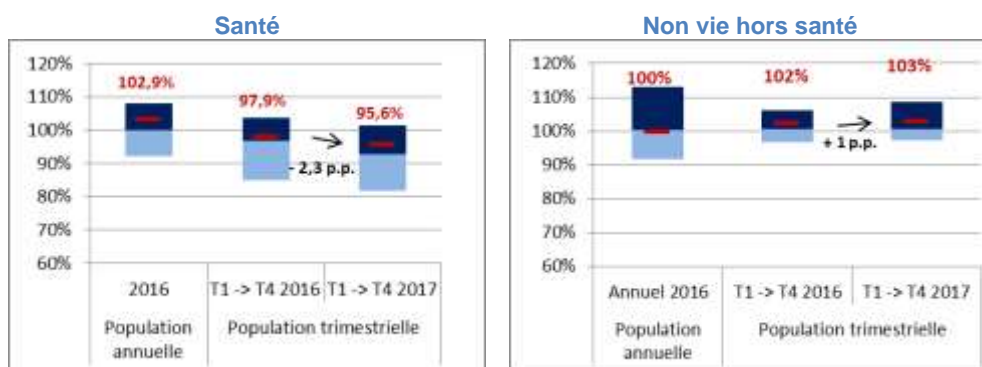 Santé
120%
110%
100%
90%
80%
70%
60%
102,9%
97,9%
95,6%
- 2,3 p.p.
2016
T1 -> T4 2016
T1 -> T4 2017
Population annuelle
Population trimestrielle
Non vie hors santé
120%
110%
100%
90%
80%
70%
60%
100%
102%
103%
+ 1 p.p.
Annuel 2016
T1 -> T4 2016
T1 -> T4 2017
Population
annuelle
Population trimestrielle